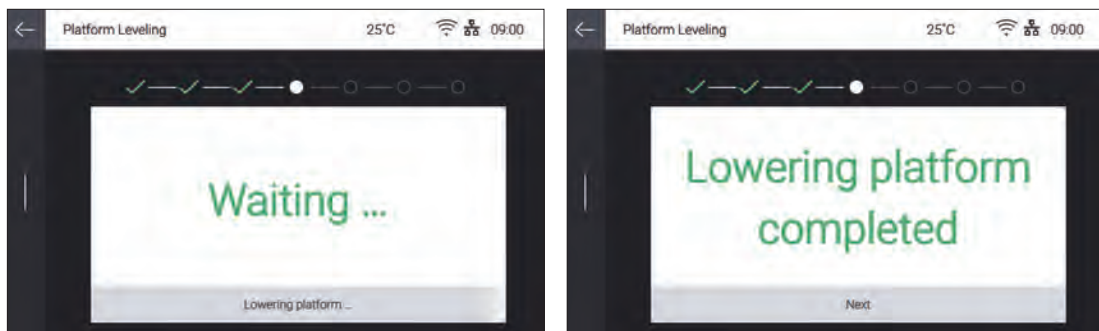 Platform Leveling 25°C 09:00
Waiting ...
Lowering platform ...
Platform Leveling 25°C 09:00
Lowering platform
completed
Next